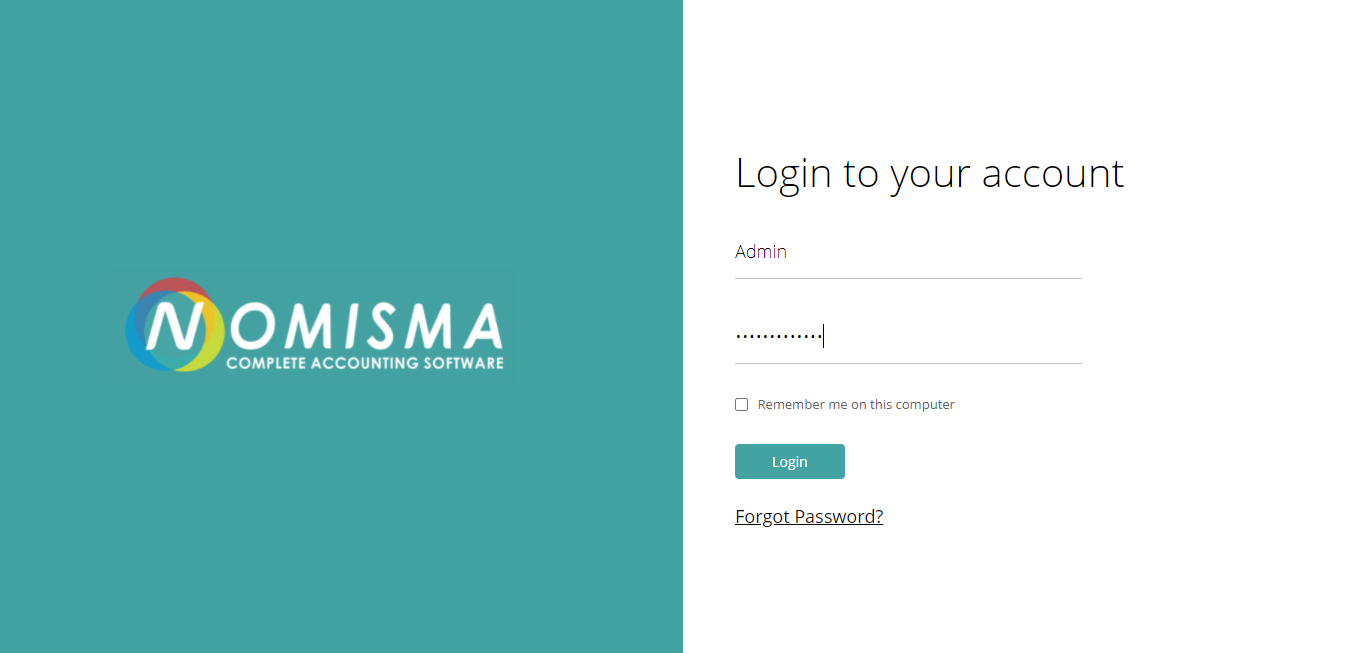 NOMISMA
COMPLETE ACCOUNTING SOFTWARE
Login to your account
Admin
•••••••••••••
Remember me on this computer
Login
Forgot Password?